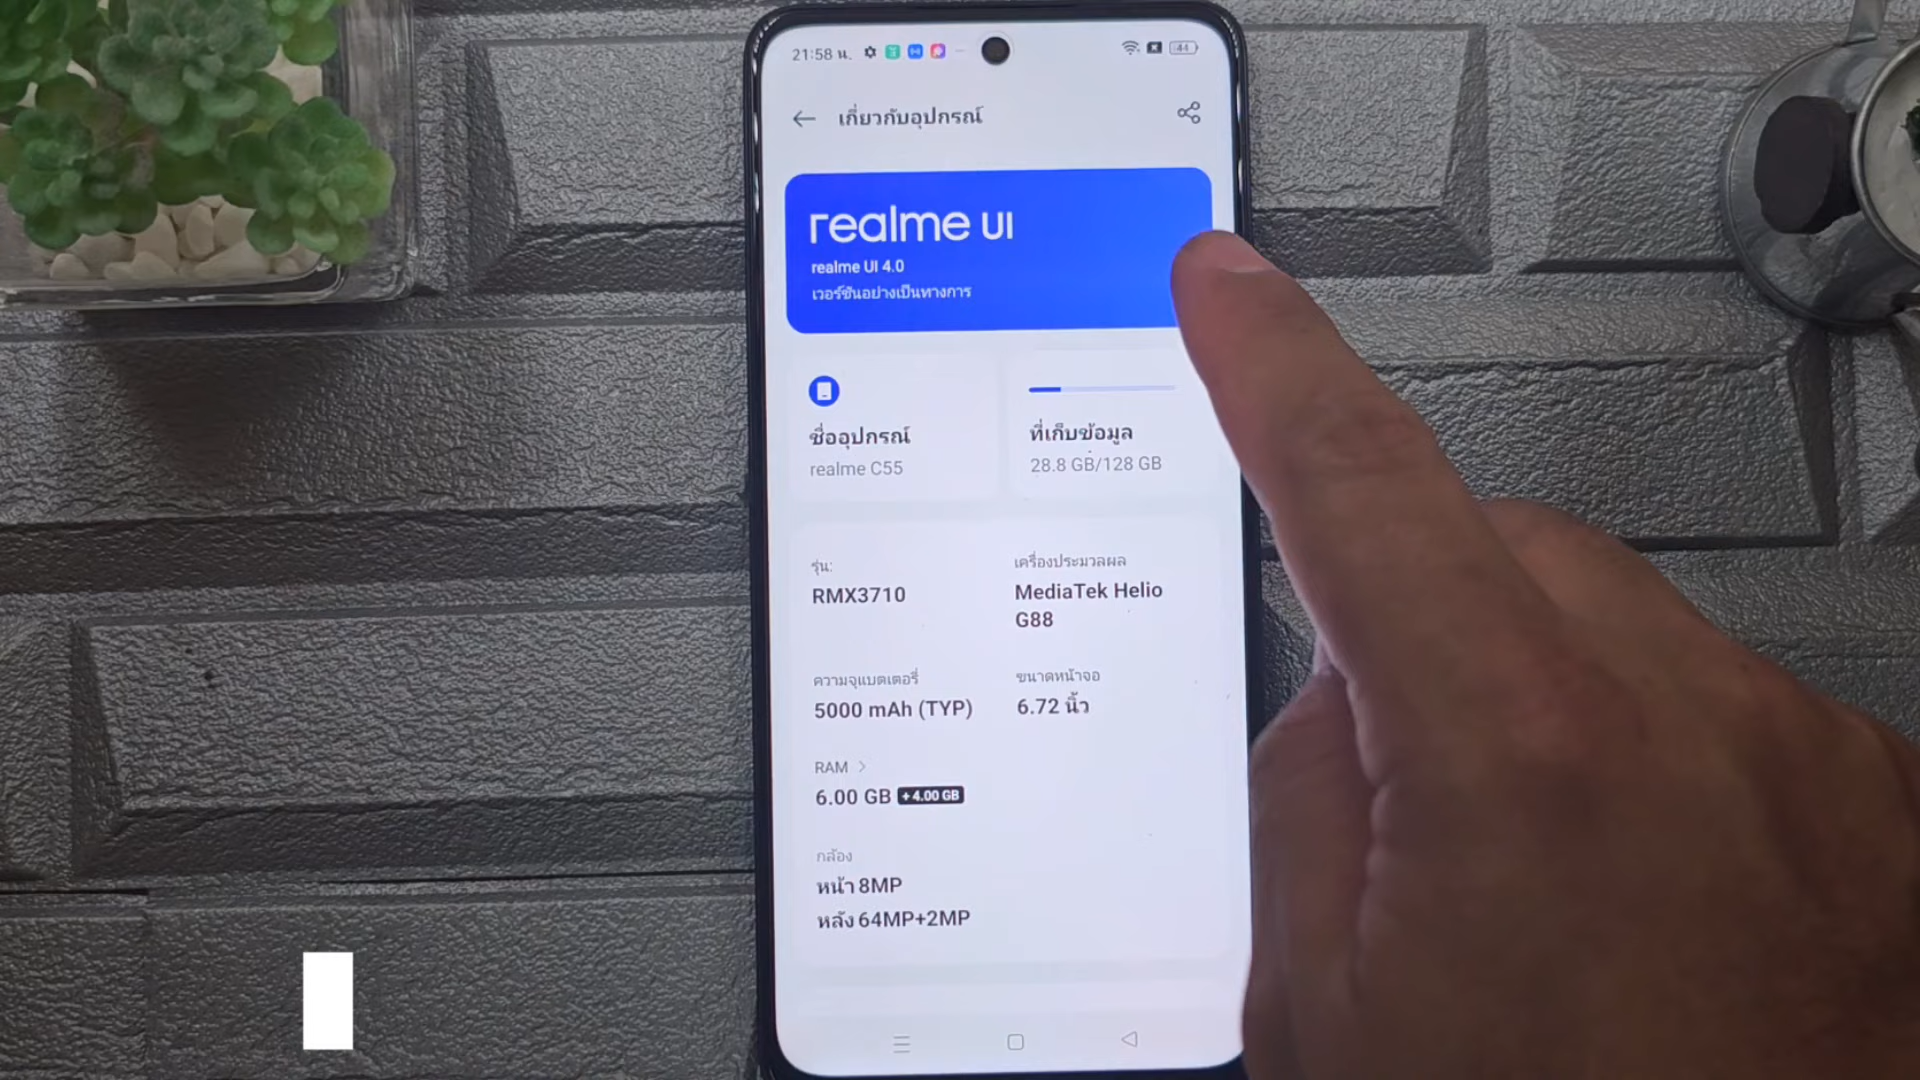 21:58 น.
44
เกี่ยวกับอุปกรณ์
realme UI
realme UI 4.0
เวอร์ชันอย่างเป็นทางการ
ชื่ออุปกรณ์
realme C55
ที่เก็บข้อมูล
28.8 GB/128 GB
รุ่น:
RMX3710
เครื่องประมวลผล
MediaTek Helio
G88
ความจุแบตเตอรี่
5000 mAh (TYP)
ขนาดหน้าจอ
6.72 นิ้ว
RAM >
6.00 GB +4.00 GB
กล้อง
หน้า 8MP
หลัง 64MP+2MP